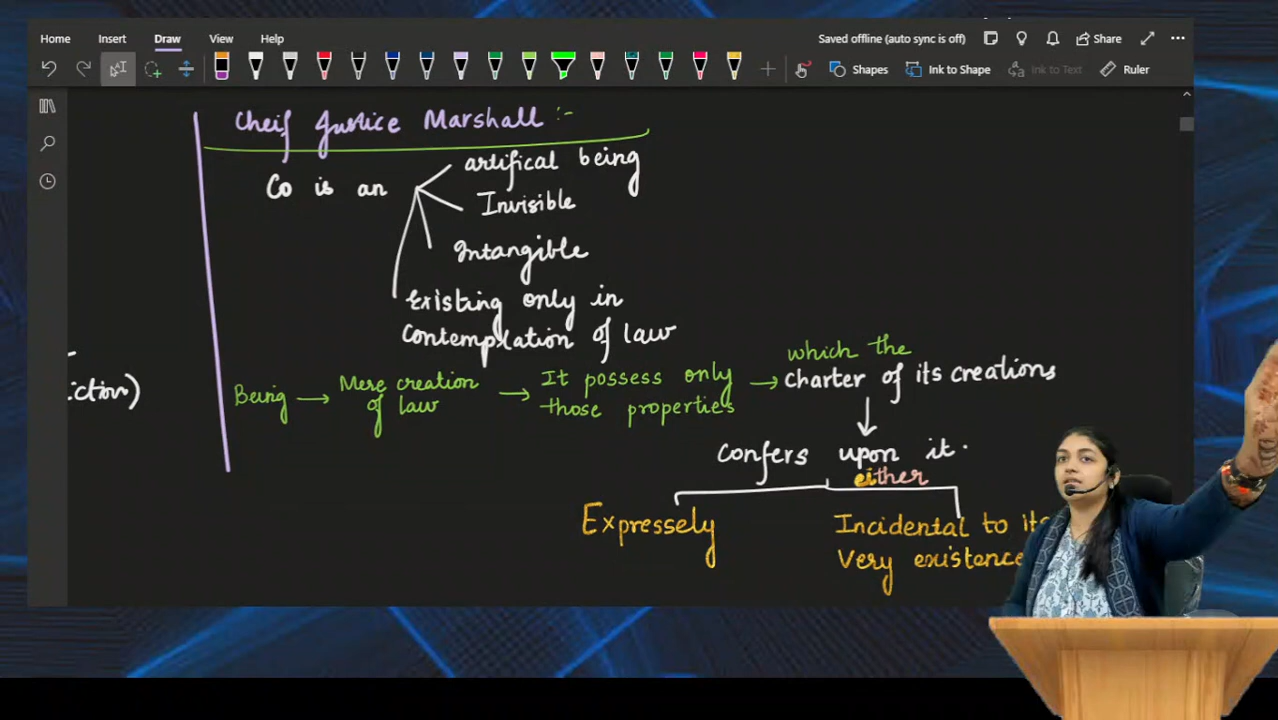 Home Insert Draw View Help Saved offline (auto sync is off) Share
Shapes Ink to Shape Ink to Text Ruler
Cheif Justice Marshall :-
Co is an
artifical being
Invisible
Intangible
Existing only in
Contemplation of law
iction)
Being → Mere creation
of law
→ It possess only
those properties
→ which the
charter of its creations
Confers upon it.
either
Expressely
Incidental to its
Very existence